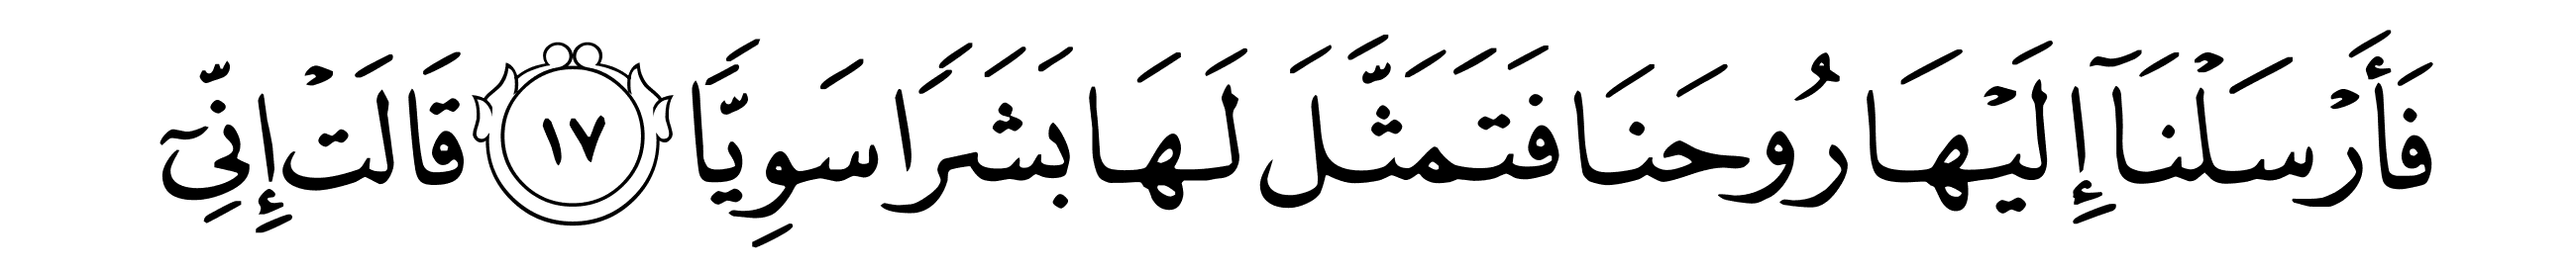 فَأَرْسَلْنَآ إِلَيْهَا رُوحَنَا فَتَمَثَّلَ لَهَا بَشَرًا سَوِيًّا ١٧ قَالَتْ إِنِّىٓ